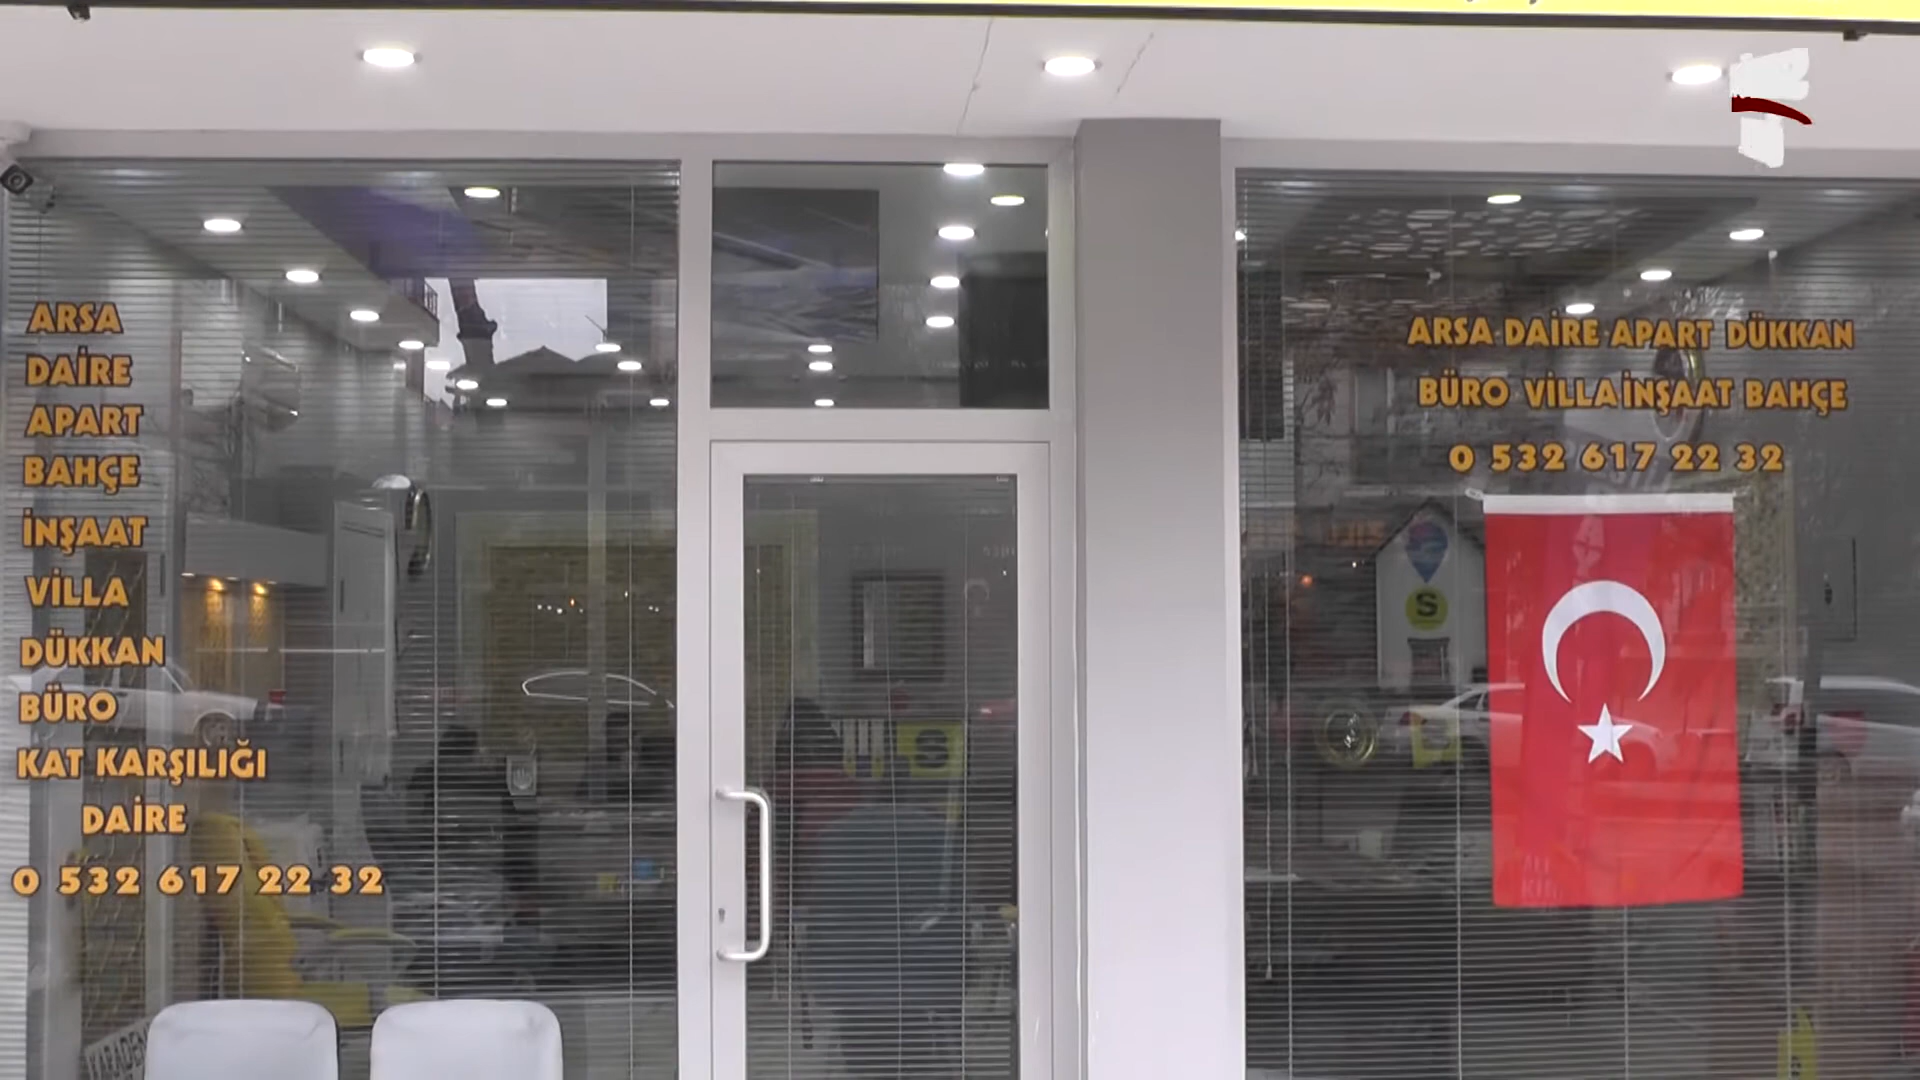 ARSA
DAİRE
APART
BAHÇE
İNŞAAT
VİLLA
DÜKKAN
BÜRO
KAT KARŞILIĞI
DAİRE
0 532 617 22 32
ARSA DAİRE APART DÜKKAN
BÜRO VİLLA İNŞAAT BAHÇE
0 532 617 22 32
S
S
S